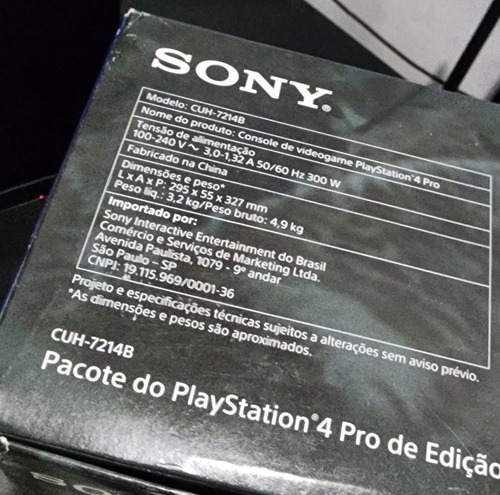 SONY®
Modelo: CUH-7214B
Nome do produto: Console de videogame PlayStation®4 Pro
Tensão de alimentação
100-240 V ~ 3,0-1,32 A 50/60 Hz 300 W
Fabricado na China
Dimensões e peso*
L x A x P: 295 x 55 x 327 mm
Peso líq.: 3,2 kg/Peso bruto: 4,9 kg
Importado por:
Sony Interactive Entertainment do Brasil
Comércio e Serviços de Marketing Ltda.
Avenida Paulista, 1079 - 9º andar
São Paulo - SP
CNPJ: 19.115.969/0001-36
Projeto e especificações técnicas sujeitos a alterações sem aviso prévio.
*As dimensões e pesos são aproximados.
CUH-7214B
Pacote do PlayStation®4 Pro de Edição